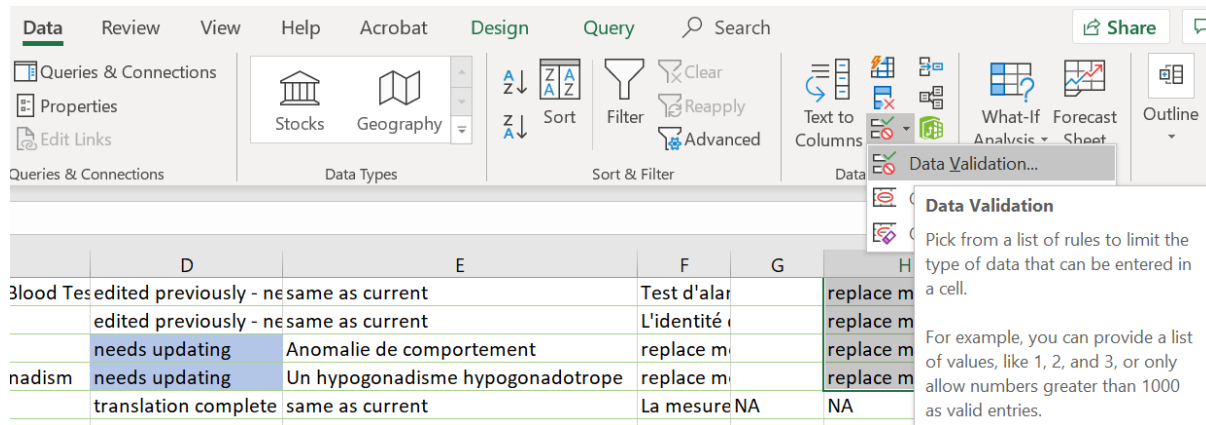 Data Review View Help Acrobat Design Query Search Share
Queries & Connections
Properties
Edit Links
Queries & Connections
Stocks
Geography
Data Types
Sort
Filter
Clear
Reapply
Advanced
Sort & Filter
Text to
Columns
Data
What-If
Analysis
Forecast
Sheet
Outline
Data Validation...
Data Validation
Pick from a list of rules to limit the
type of data that can be entered in
a cell.
For example, you can provide a list
of values, like 1, 2, and 3, or only
allow numbers greater than 1000
as valid entries.
D E F G H
Blood Tes edited previously - ne same as current Test d'alar replace m
edited previously - ne same as current L'identité replace m
needs updating Anomalie de comportement replace m replace m
nadism needs updating Un hypogonadisme hypogonadotrope replace m replace m
translation complete same as current La mesure NA NA